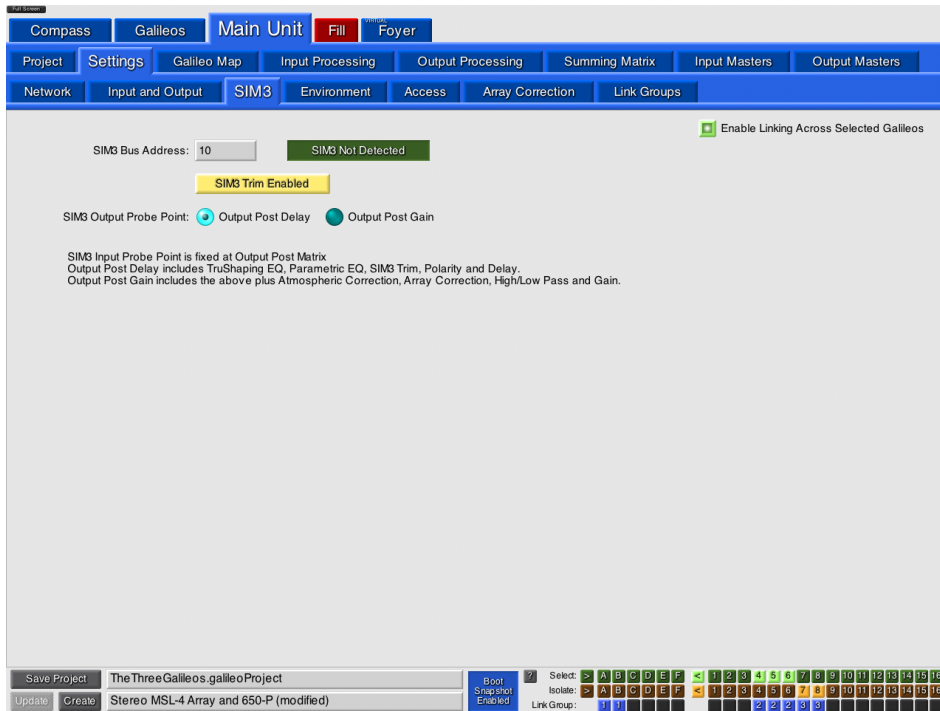 Full Screen
Compass Galileos Main Unit Fill VIRTUAL Foyer
Project Settings Galileo Map Input Processing Output Processing Summing Matrix Input Masters Output Masters
Network Input and Output SIM3 Environment Access Array Correction Link Groups
Enable Linking Across Selected Galileos
SIM3 Bus Address: 10 SIM3 Not Detected
SIM3 Trim Enabled
SIM3 Output Probe Point: Output Post Delay Output Post Gain
SIM3 Input Probe Point is fixed at Output Post Matrix
Output Post Delay includes TruShaping EQ, Parametric EQ, SIM3 Trim, Polarity and Delay.
Output Post Gain includes the above plus Atmospheric Correction, Array Correction, High/Low Pass and Gain.
Save Project TheThreeGalileos.galileoProject
Update Create Stereo MSL-4 Array and 650-P (modified)
Boot
Snapshot
Enabled
?
Select: > A B C D E F < 1 2 3 4 5 6 7 8 9 10 11 12 13 14 15 16
Isolate: > A B C D E F < 1 2 3 4 5 6 7 8 9 10 11 12 13 14 15 16
Link Group: 1 1 2 2 2 3 3